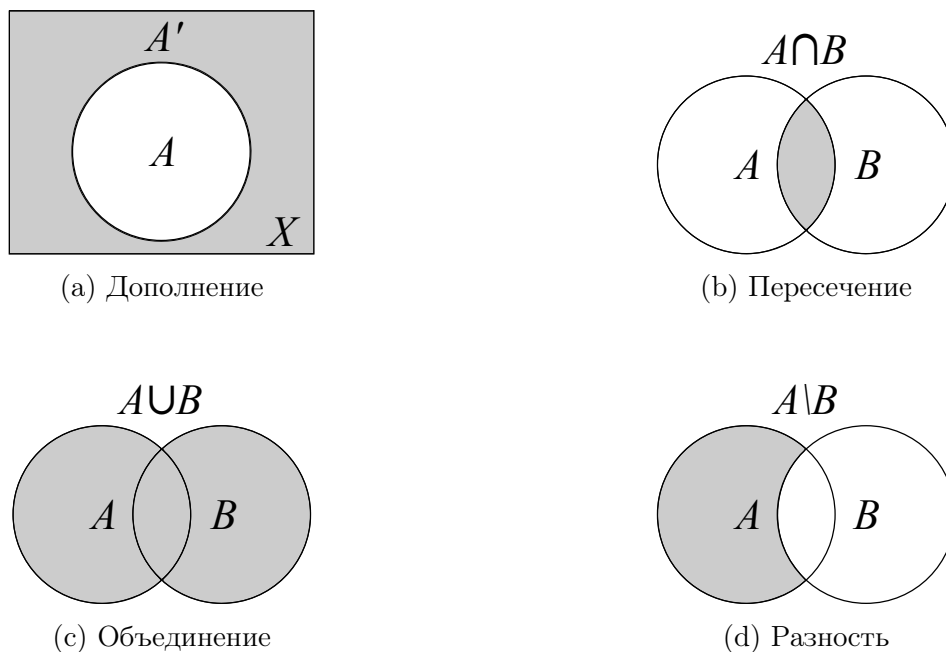 A′
A
X
(a) Дополнение
A∩B
A B
(b) Пересечение
A∪B
A B
(c) Объединение
A\B
A B
(d) Разность